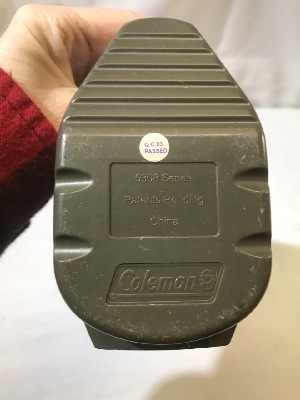 Q.C.03
PASSED
5308 Series
Patents Pending
China
Coleman